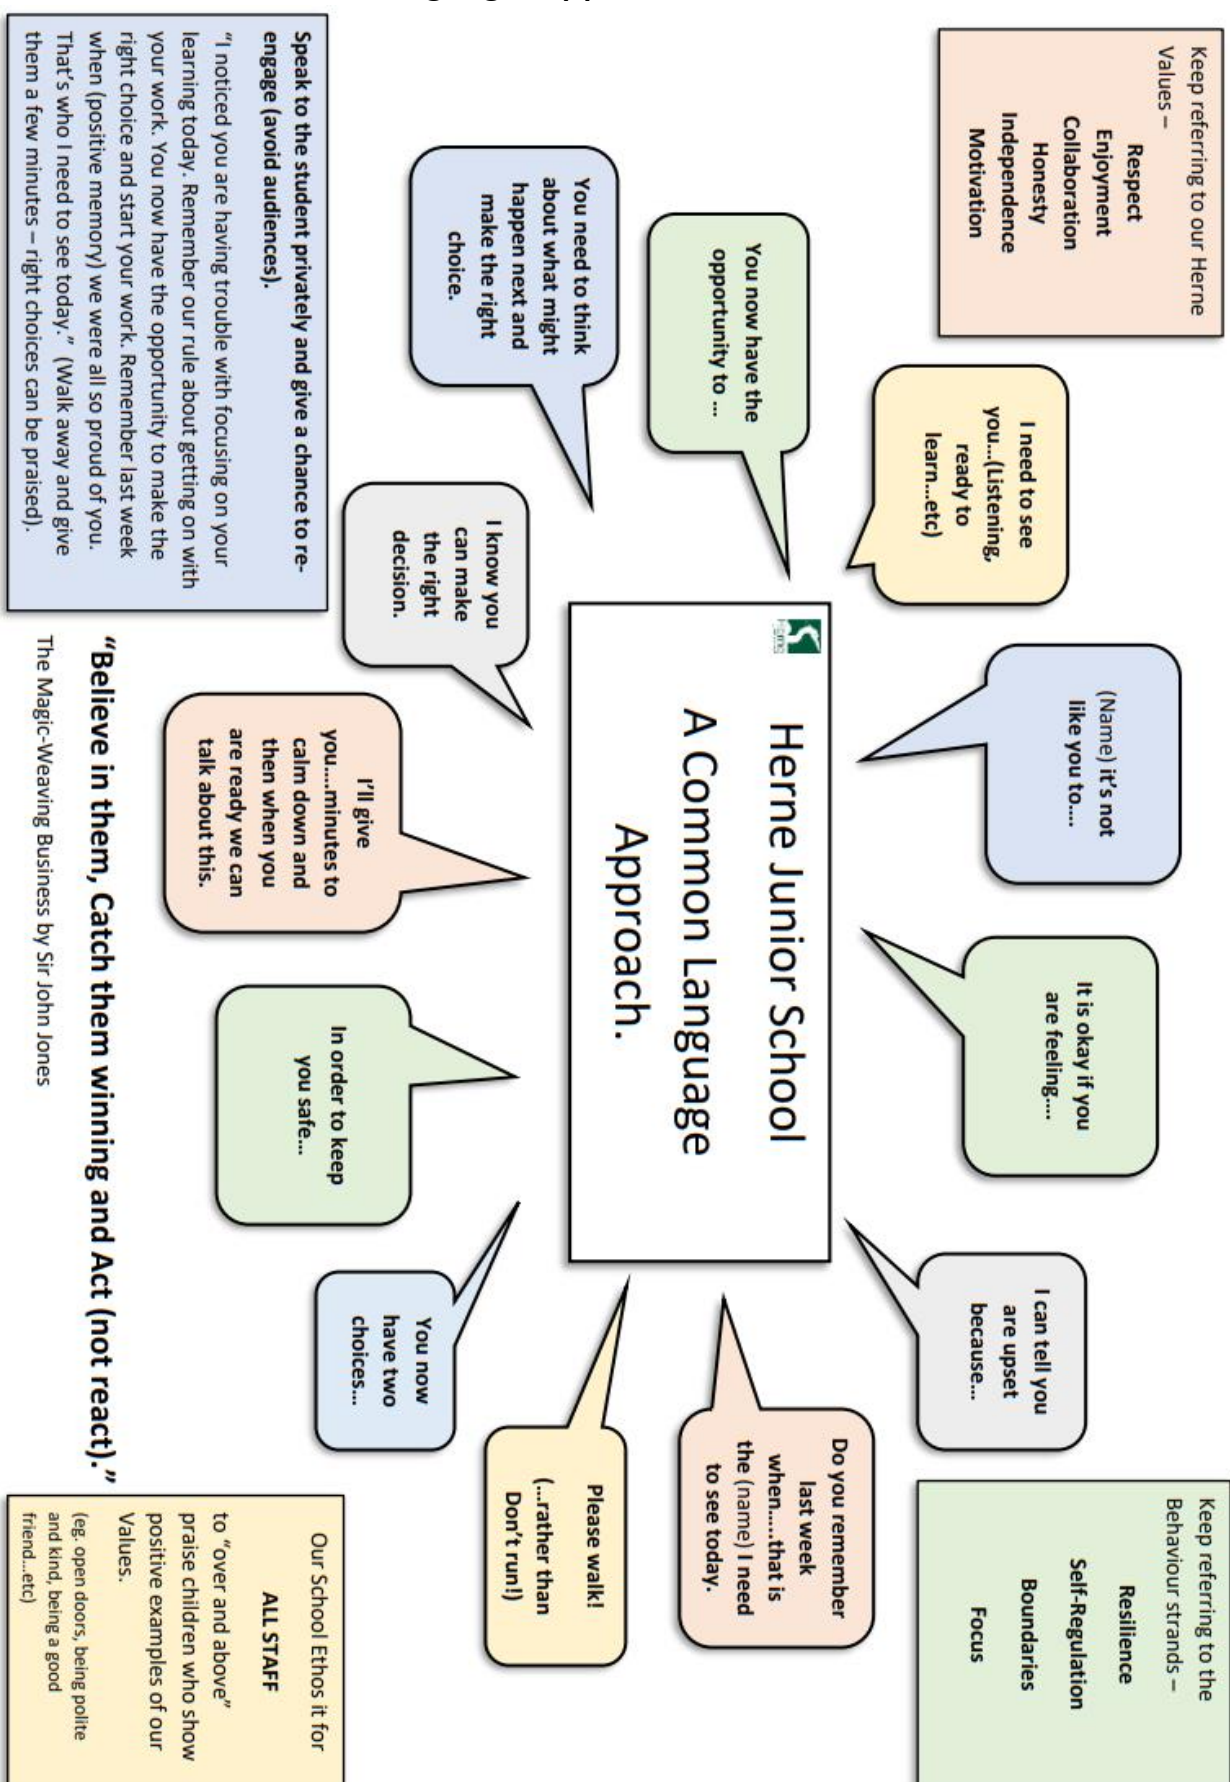 Keep referring to our Herne
Values –
Respect
Enjoyment
Collaboration
Honesty
Independence
Motivation
I need to see
you....(Listening,
ready to
learn...etc)
(Name) it's not
like you to....
It is okay if you
are feeling....
I can tell you
are upset
because...
Keep referring to the
Behaviour strands –
Resilience
Self-Regulation
Boundaries
Focus
You now have the
opportunity to ...
Herne Junior School
A Common Language
Approach.
Do you remember
last week
when.....that is
the (name) I need
to see today.
You need to think
about what might
happen next and
make the right
choice.
Please walk!
(...rather than
Don't run!)
I know you
can make
the right
decision.
I'll give
you....minutes to
calm down and
then when you
are ready we can
talk about this.
In order to keep
you safe...
You now
have two
choices...
Speak to the student privately and give a chance to re-
engage (avoid audiences).
"I noticed you are having trouble with focusing on your
learning today. Remember our rule about getting on with
your work. You now have the opportunity to make the
right choice and start your work. Remember last week
when (positive memory) we were all so proud of you.
That's who I need to see today." (Walk away and give
them a few minutes – right choices can be praised).
"Believe in them, Catch them winning and Act (not react)."
The Magic-Weaving Business by Sir John Jones
Our School Ethos it for
ALL STAFF
to "over and above"
praise children who show
positive examples of our
Values.
(eg. open doors, being polite
and kind, being a good
friend...etc)